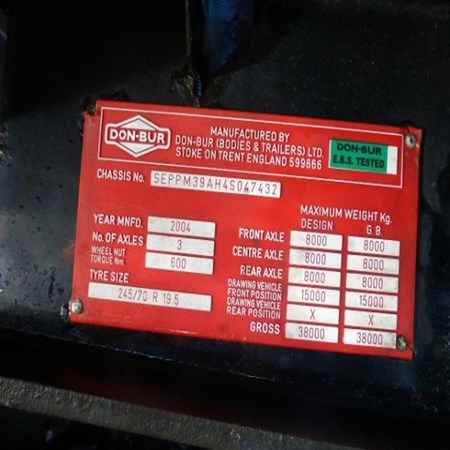 DON-BUR
MANUFACTURED BY
DON-BUR (BODIES & TRAILERS) LTD.
STOKE ON TRENT ENGLAND 599666
DON-BUR
E.B.S. TESTED
CHASSIS No. SEPPM39AH4S047432
YEAR MNFD. 2004
No. OF AXLES 3
WHEEL NUT
TORQUE Nm. 600
TYRE SIZE
245/70 R 19.5
MAXIMUM WEIGHT Kg.
DESIGN G.B.
FRONT AXLE 8000 8000
CENTRE AXLE 8000 8000
REAR AXLE 8000 8000
DRAWING VEHICLE
FRONT POSITION 15000 15000
DRAWING VEHICLE
REAR POSITION X X
GROSS 38000 38000